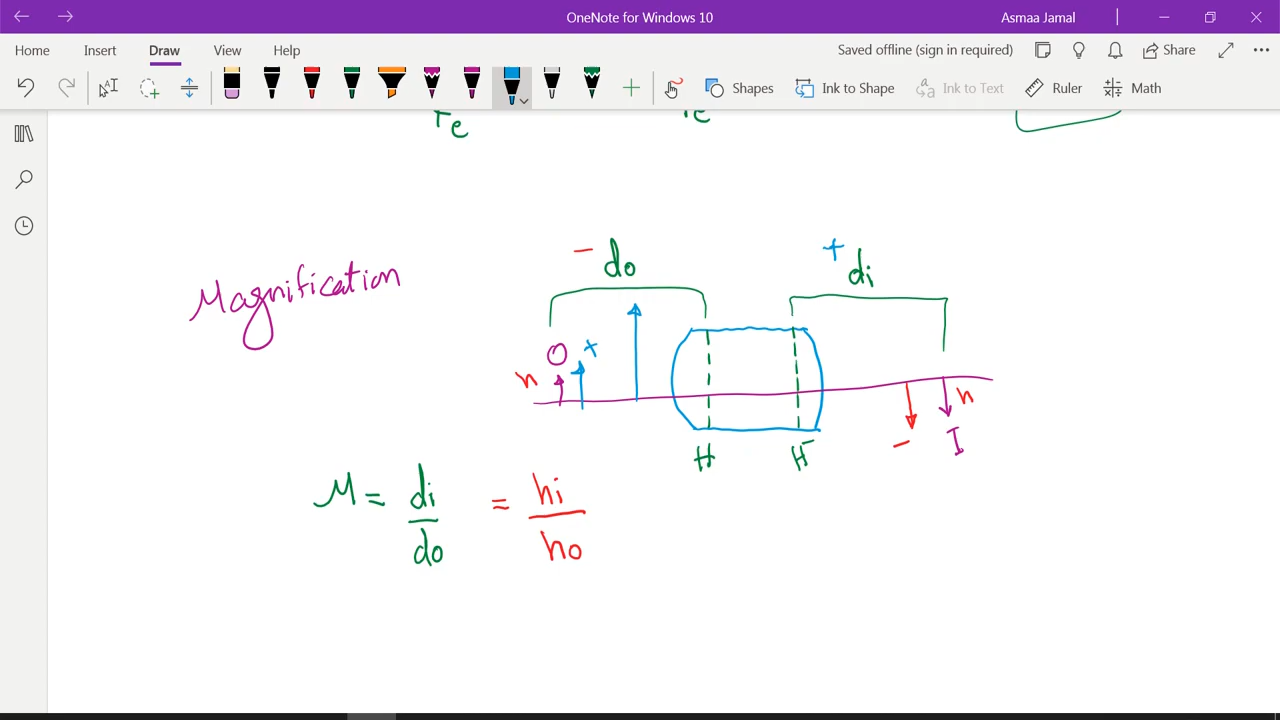 OneNote for Windows 10
Asmaa Jamal
Home Insert Draw View Help
Saved offline (sign in required)
Share
Shapes
Ink to Shape
Ink to Text
Ruler
Math
Magnification
- do
+ di
O +
h
h
- I
H H'
M = di/do = hi/ho